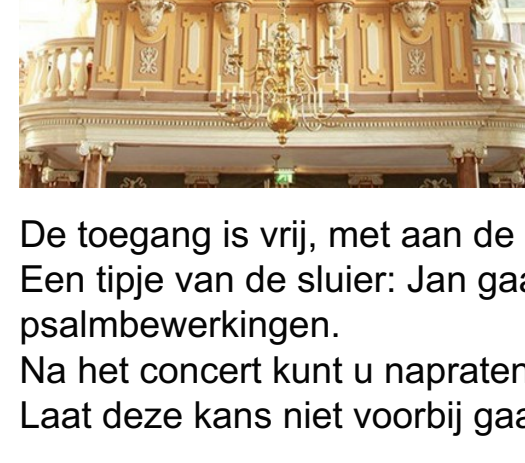 De toegang is vrij, met aan de
Een tipje van de sluier: Jan
psalmbewerkingen.
Na het concert kunt u napraten
Laat deze kans niet voorbij